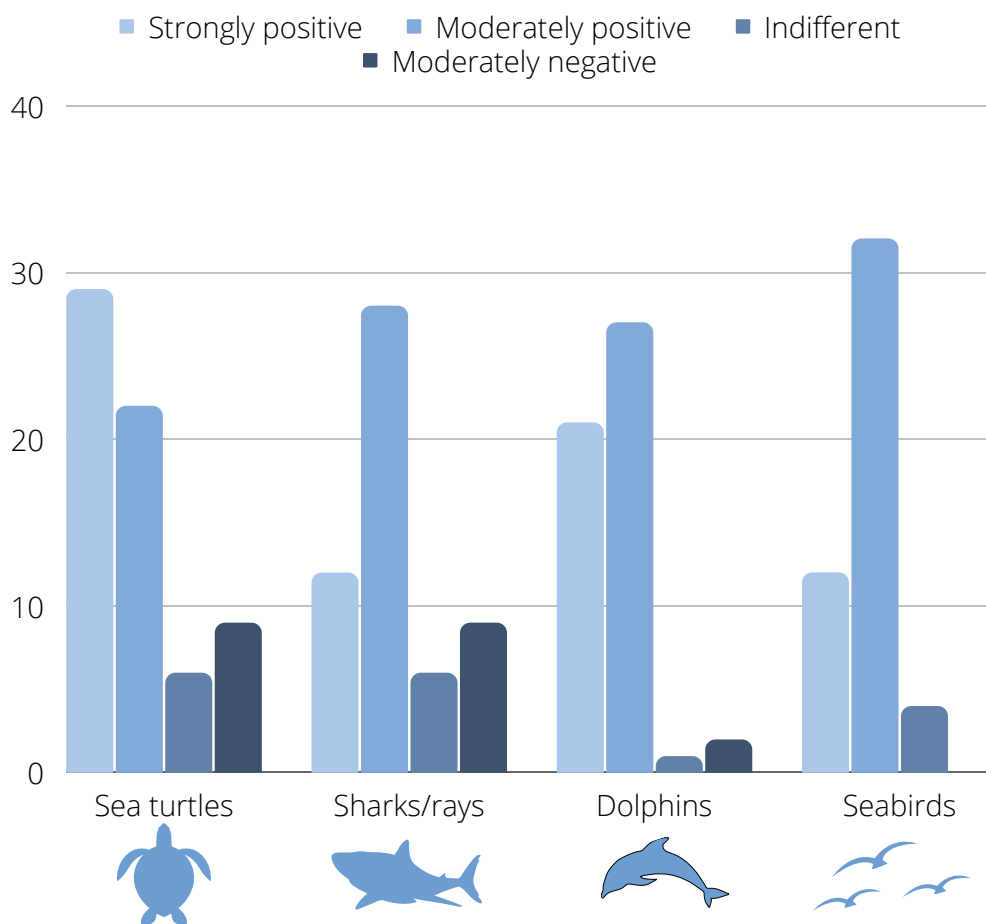 Strongly positive Moderately positive Indifferent
Moderately negative
40
30
20
10
0
Sea turtles Sharks/rays Dolphins Seabirds